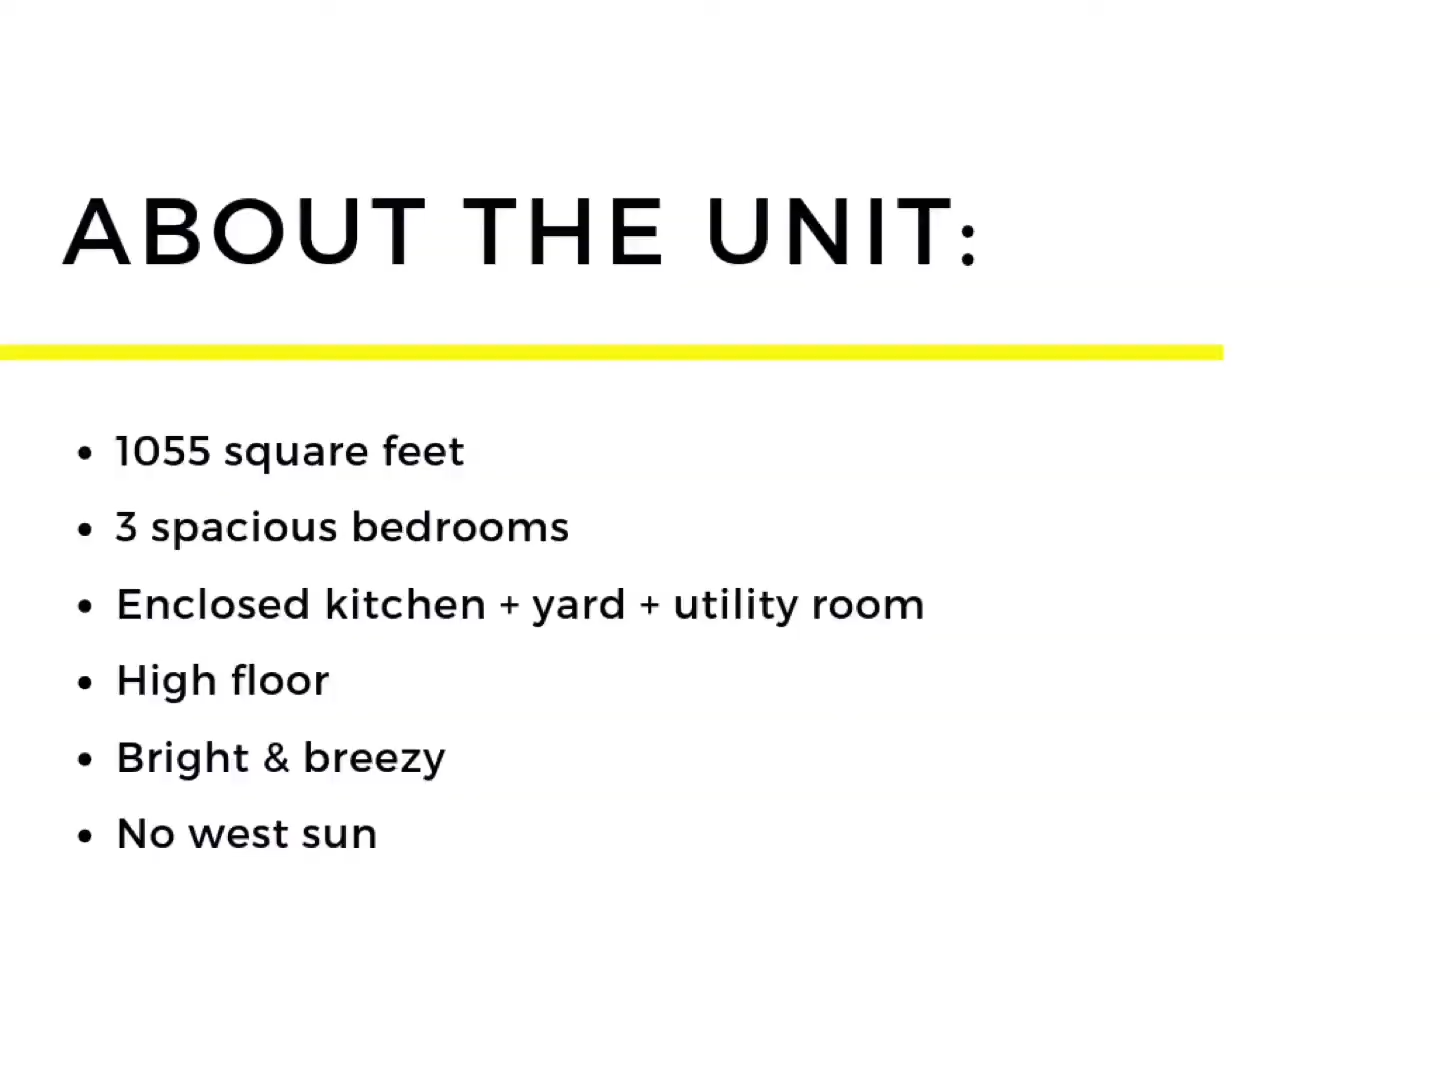 ABOUT THE UNIT:
• 1055 square feet
• 3 spacious bedrooms
• Enclosed kitchen + yard + utility room
• High floor
• Bright & breezy
• No west sun